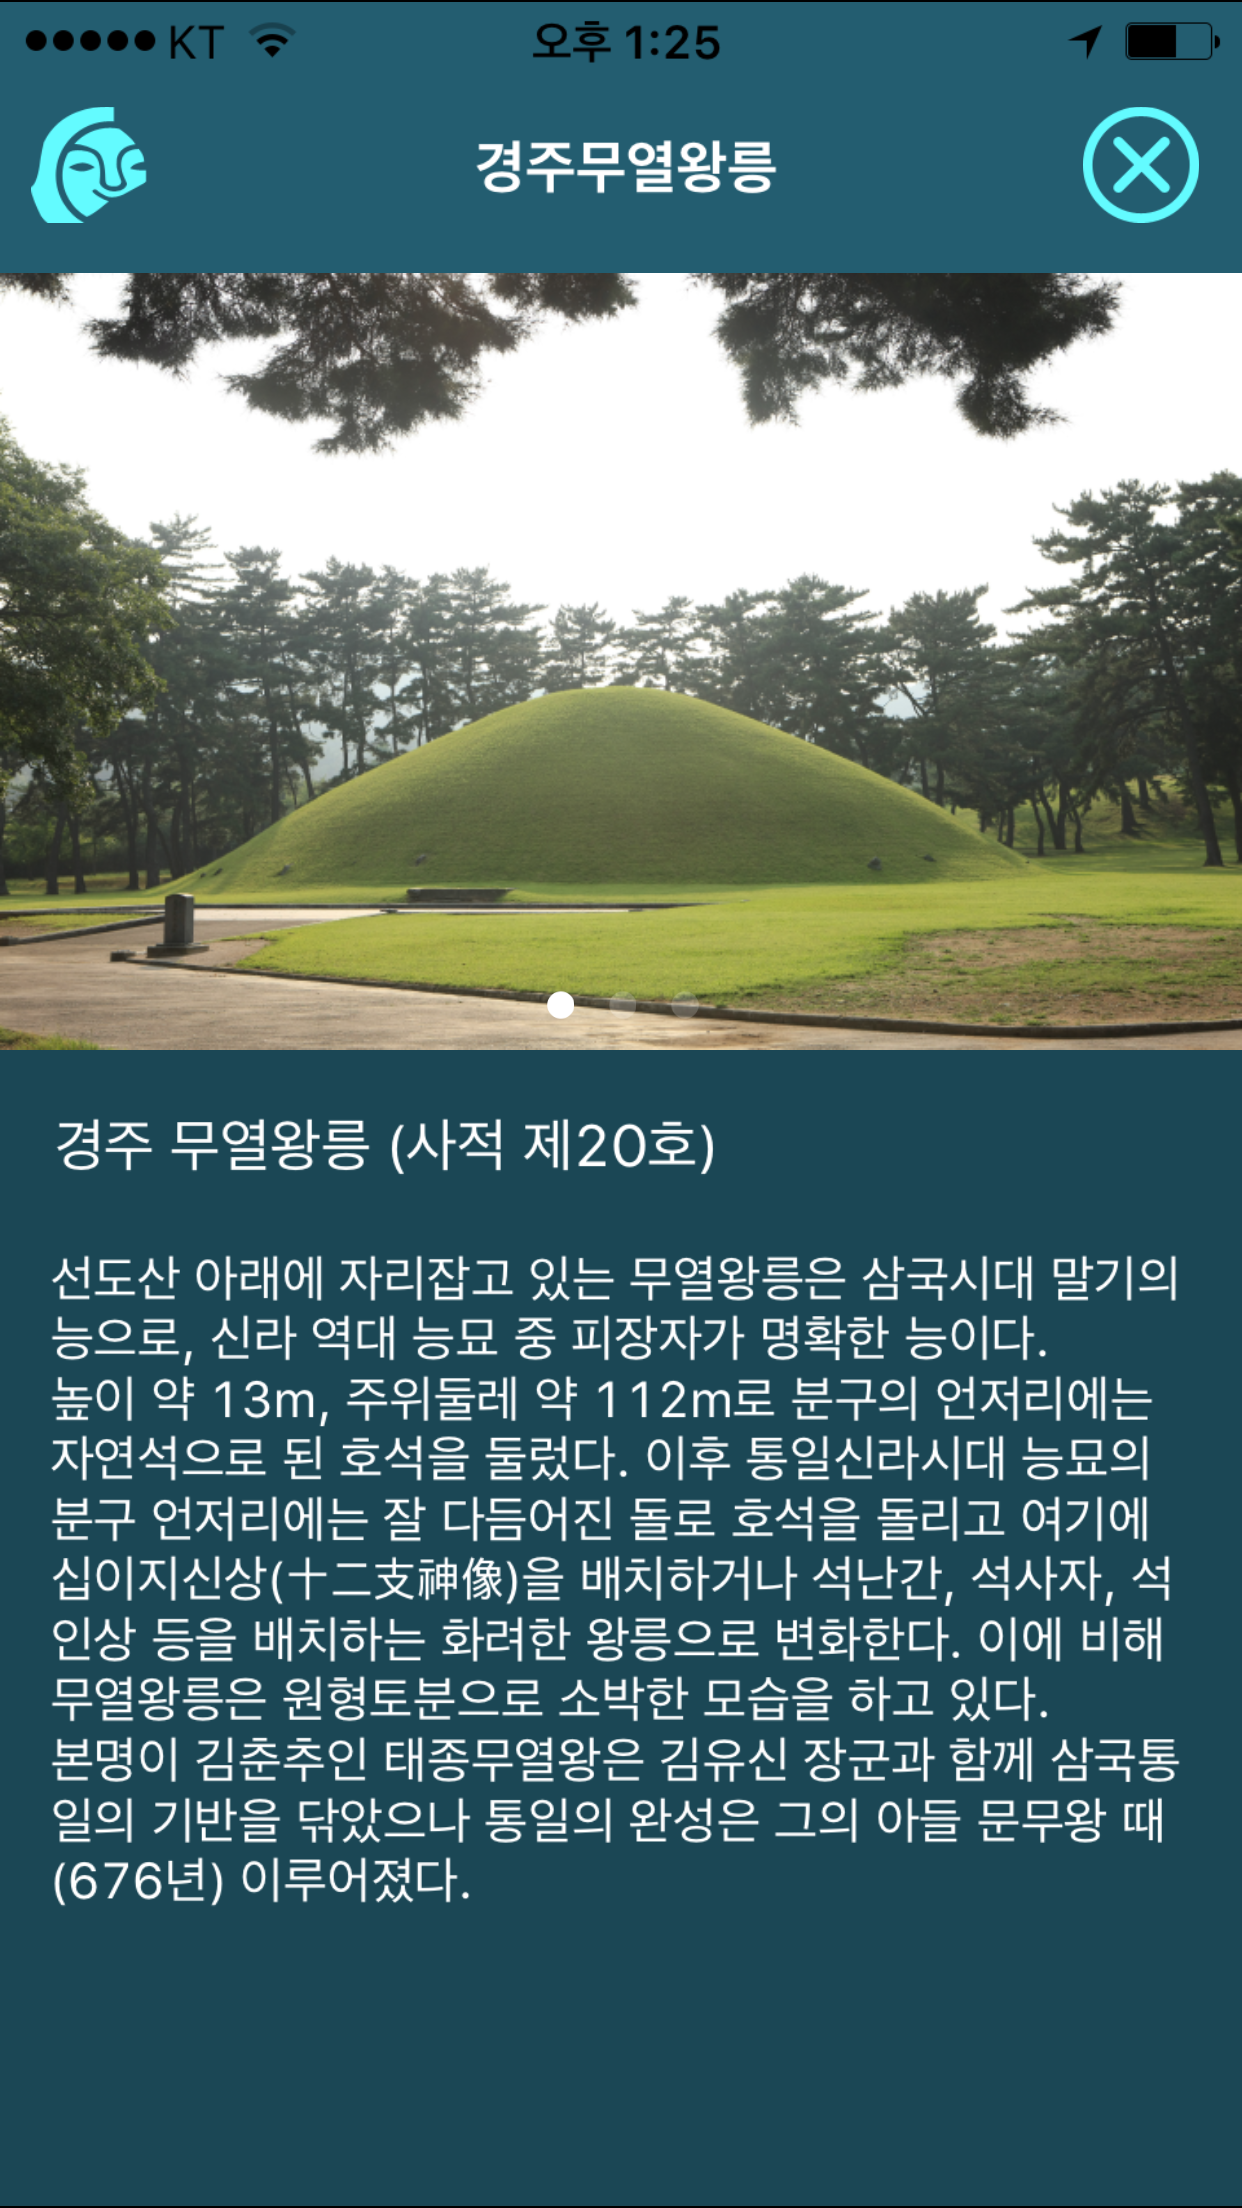 KT 오후 1:25
경주무열왕릉
경주 무열왕릉 (사적 제20호)
선도산 아래에 자리잡고 있는 무열왕릉은 삼국시대 말기의
능으로, 신라 역대 능묘 중 피장자가 명확한 능이다.
높이 약 13m, 주위둘레 약 112m로 분구의 언저리에는
자연석으로 된 호석을 둘렀다. 이후 통일신라시대 능묘의
분구 언저리에는 잘 다듬어진 돌로 호석을 돌리고 여기에
십이지신상(十二支神像)을 배치하거나 석난간, 석사자, 석
인상 등을 배치하는 화려한 왕릉으로 변화한다. 이에 비해
무열왕릉은 원형토분으로 소박한 모습을 하고 있다.
본명이 김춘추인 태종무열왕은 김유신 장군과 함께 삼국통
일의 기반을 닦았으나 통일의 완성은 그의 아들 문무왕 때
(676년) 이루어졌다.